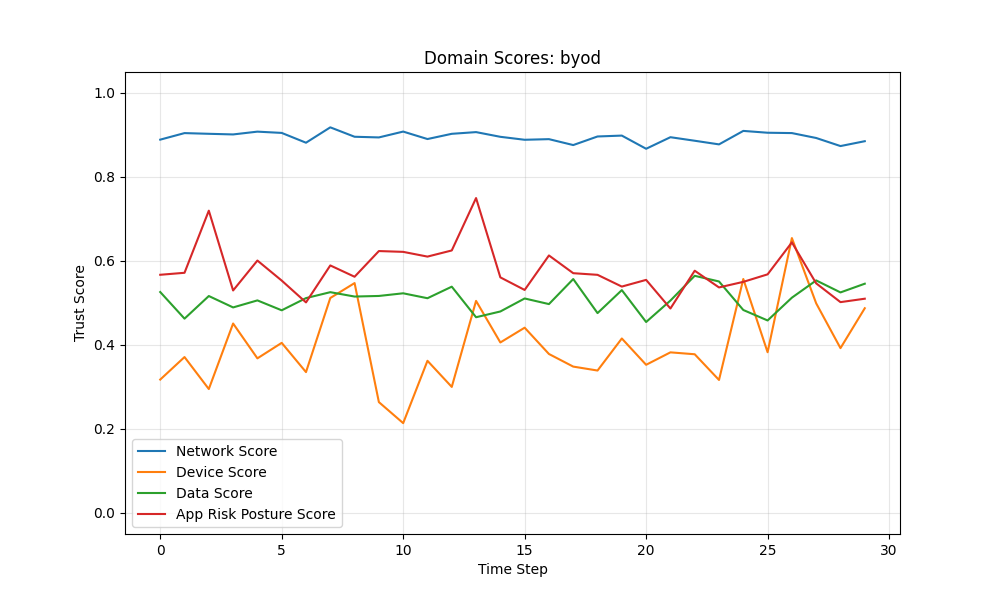 Domain Scores: byod
1.0
0.8
0.6
0.4
0.2
0.0
Trust Score
Network Score
Device Score
Data Score
App Risk Posture Score
0 5 10 15 20 25 30
Time Step